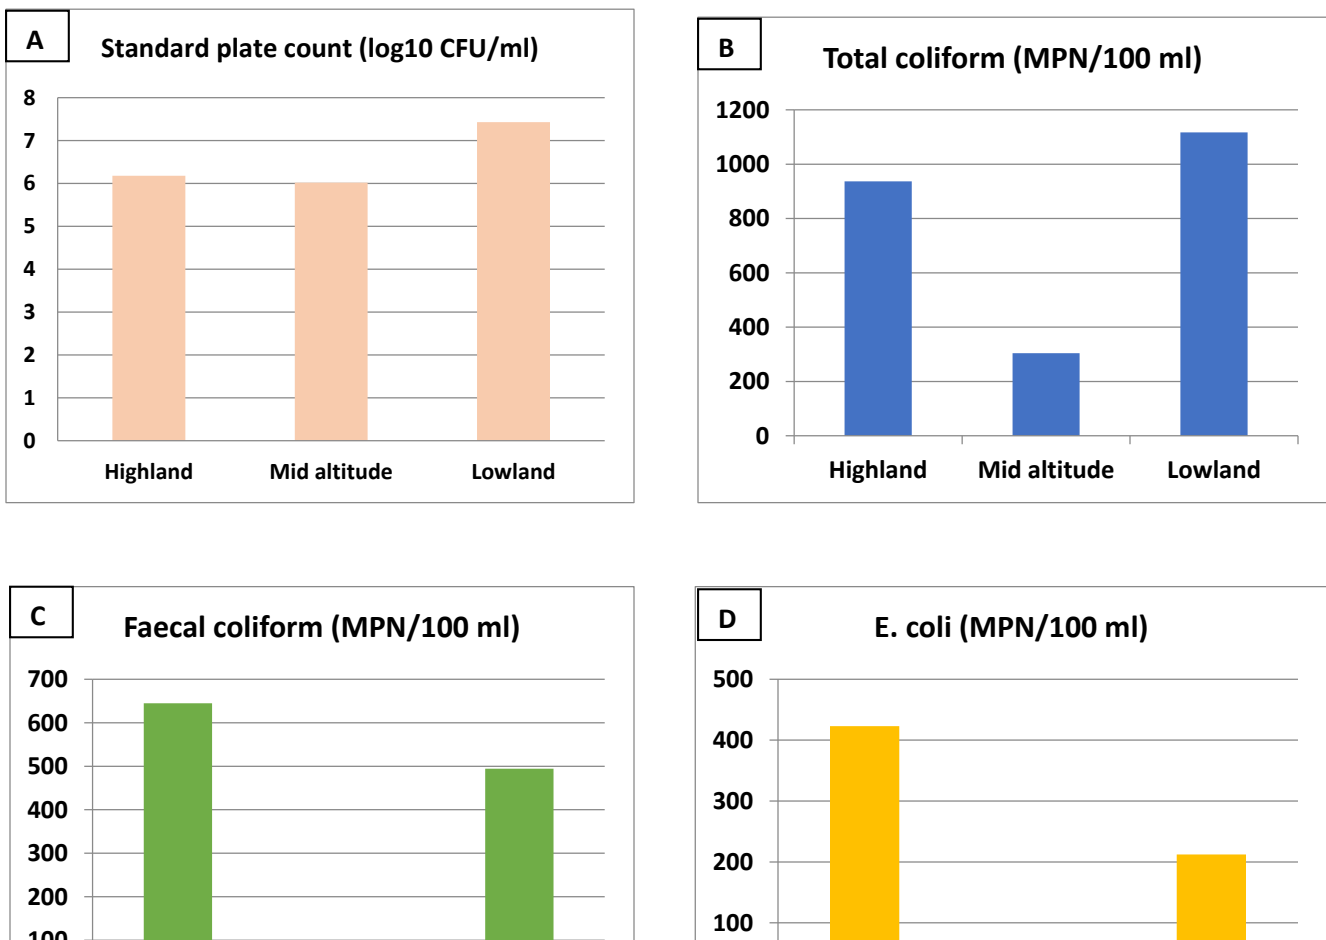 A
Standard plate count (log10 CFU/ml)
8
7
6
5
4
3
2
1
0
Highland Mid altitude Lowland
B
Total coliform (MPN/100 ml)
1200
1000
800
600
400
200
0
Highland Mid altitude Lowland
C
Faecal coliform (MPN/100 ml)
700
600
500
400
300
200
100
D
E. coli (MPN/100 ml)
500
400
300
200
100